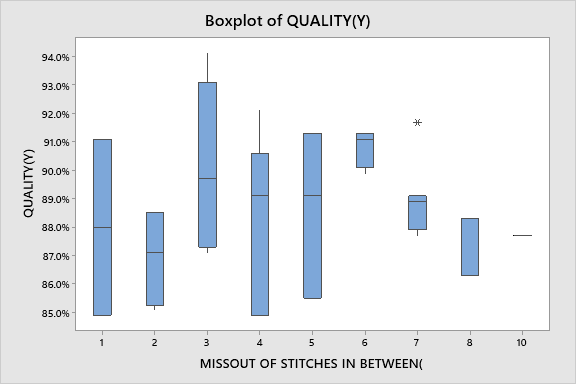 Boxplot of QUALITY(Y)
94.0%
93.0%
92.0%
91.0%
90.0%
89.0%
88.0%
87.0%
86.0%
85.0%
QUALITY(Y)
1 2 3 4 5 6 7 8 10
MISSOUT OF STITCHES IN BETWEEN(